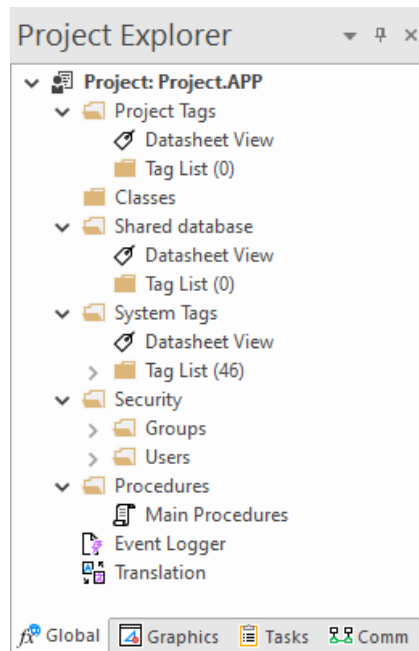 Project Explorer
Project: Project.APP
Project Tags
Datasheet View
Tag List (0)
Classes
Shared database
Datasheet View
Tag List (0)
System Tags
Datasheet View
Tag List (46)
Security
Groups
Users
Procedures
Main Procedures
Event Logger
Translation
Global Graphics Tasks Comm